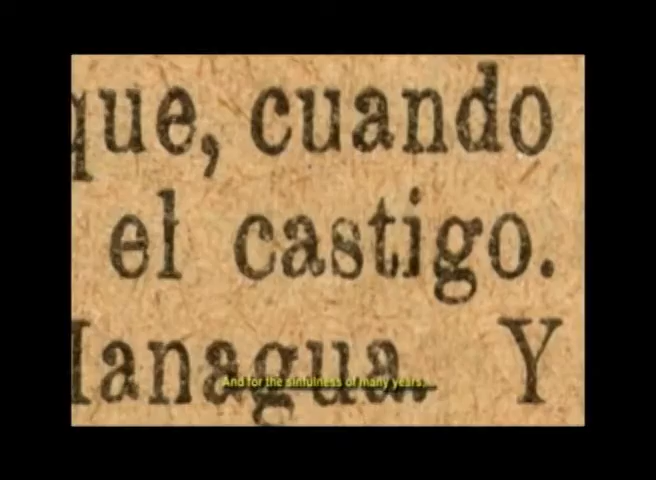 que, cuando
el castigo.
Managua. Y
And for the sinfulness of many years.